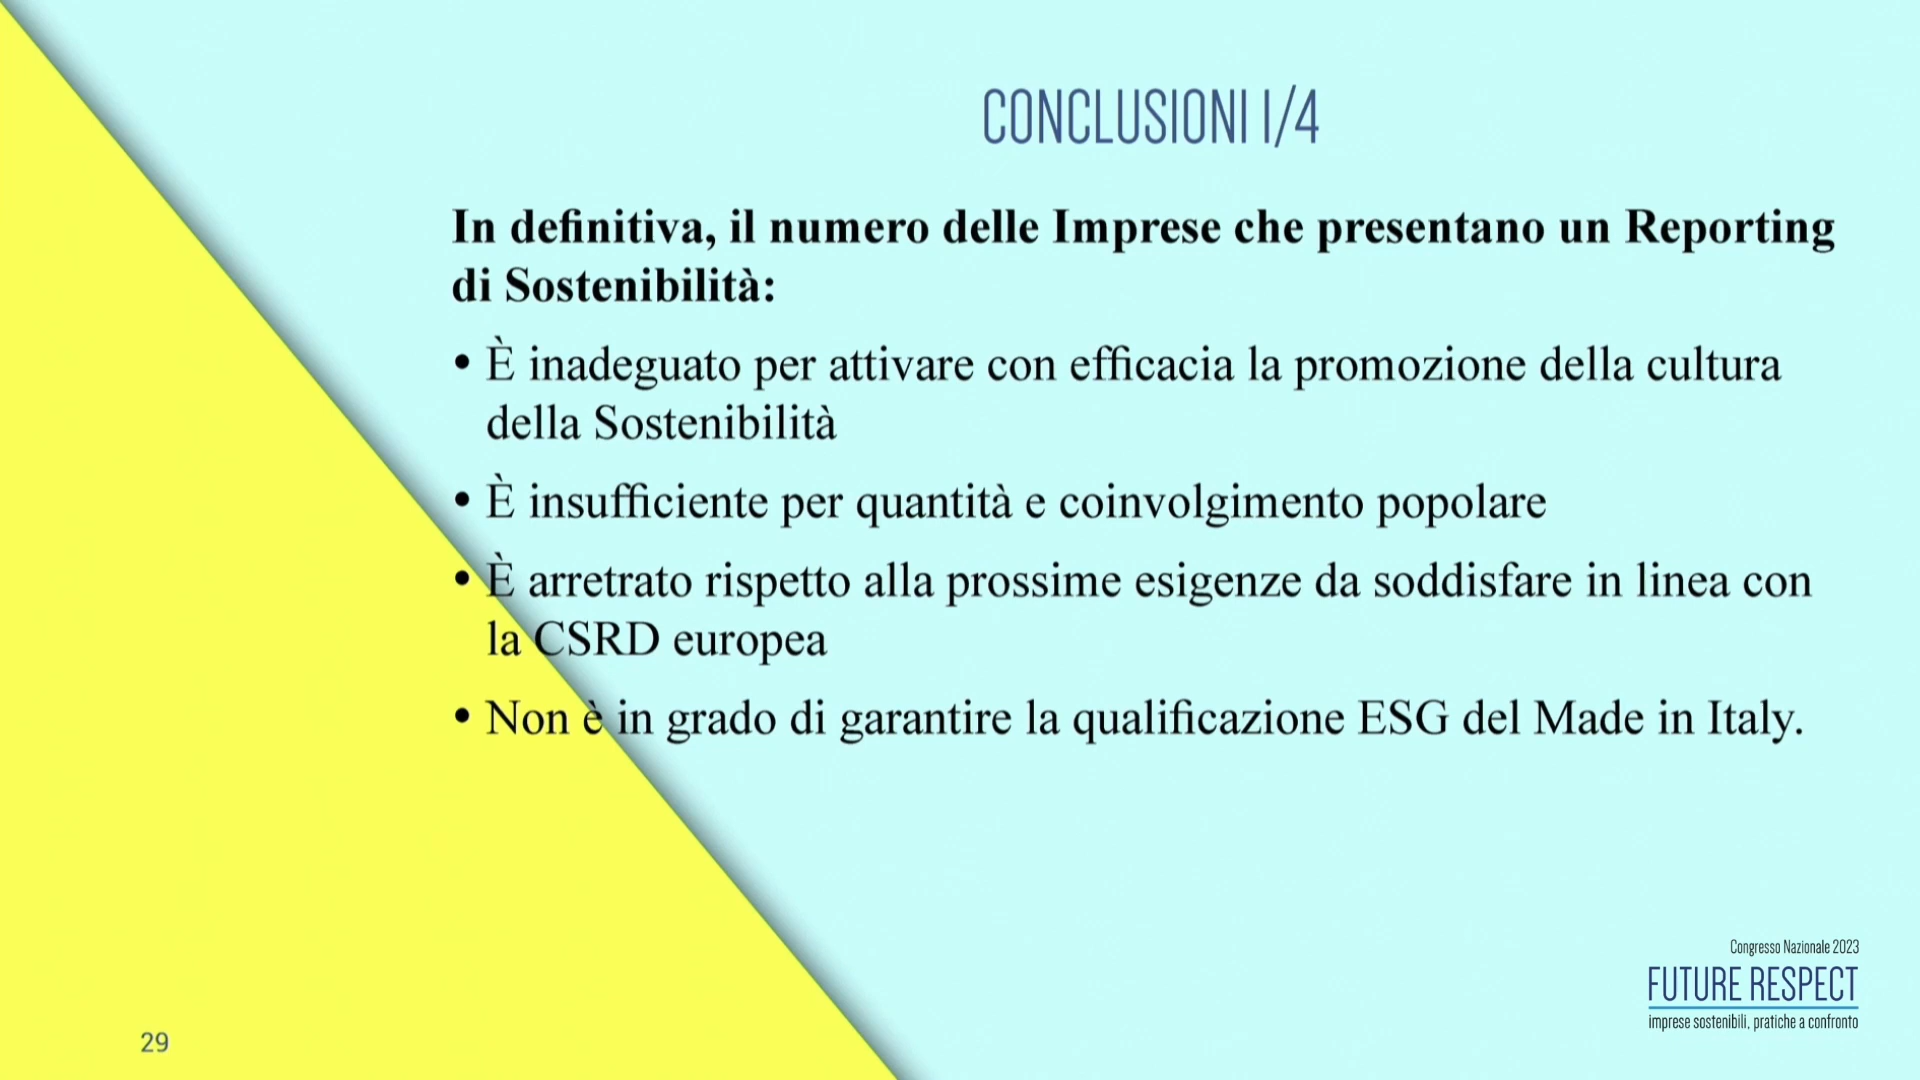 CONCLUSIONI 1/4
In definitiva, il numero delle Imprese che presentano un Reporting
di Sostenibilità:
• È inadeguato per attivare con efficacia la promozione della cultura
della Sostenibilità
• È insufficiente per quantità e coinvolgimento popolare
• È arretrato rispetto alla prossime esigenze da soddisfare in linea con
la CSRD europea
• Non è in grado di garantire la qualificazione ESG del Made in Italy.
Congresso Nazionale 2023
FUTURE RESPECT
imprese sostenibili, pratiche a confronto
29